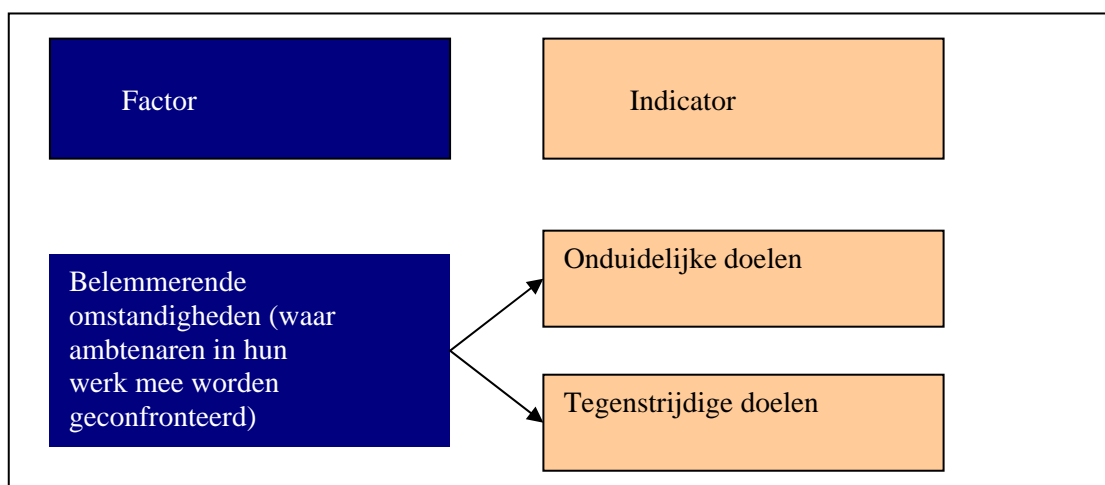 Factor
Indicator
Belemmerende
omstandigheden (waar
ambtenaren in hun
werk mee worden
geconfronteerd)
Onduidelijke doelen
Tegenstrijdige doelen